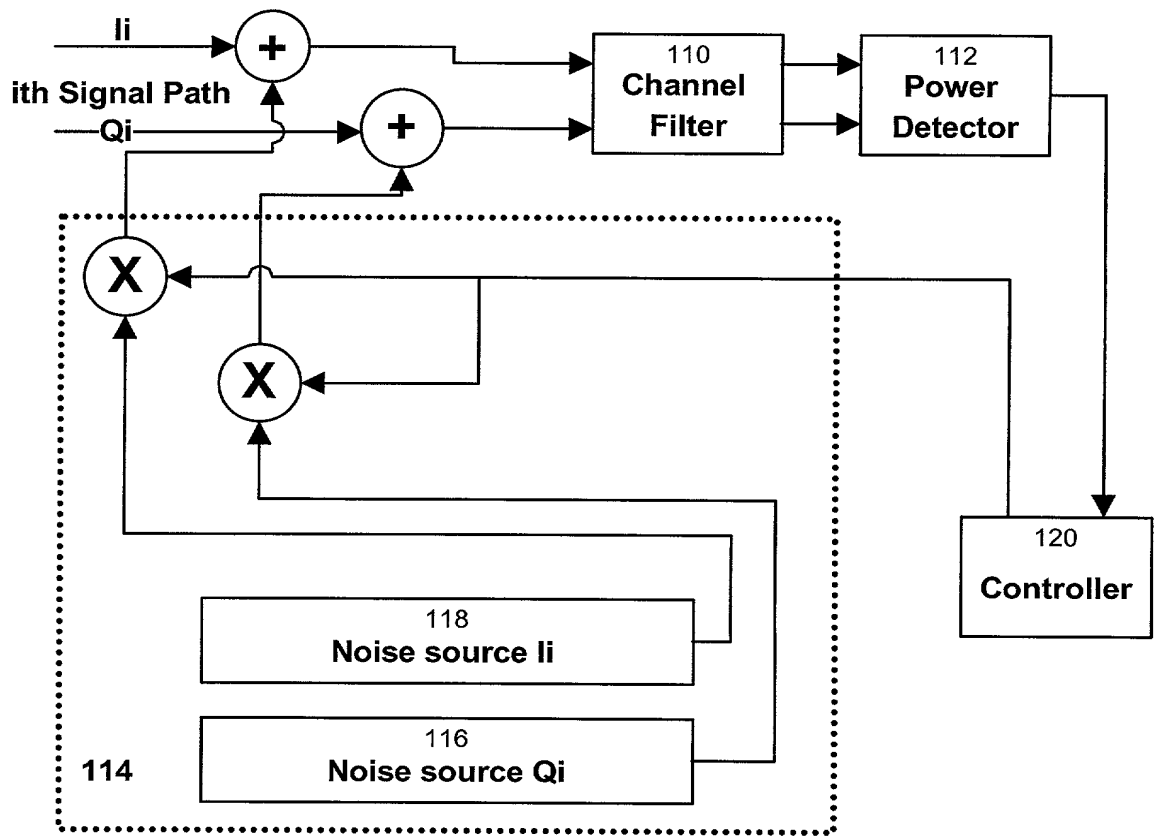 Ii
+
ith Signal Path
Qi
+
110
Channel
Filter
112
Power
Detector
X
X
120
Controller
118
Noise source Ii
116
Noise source Qi
114